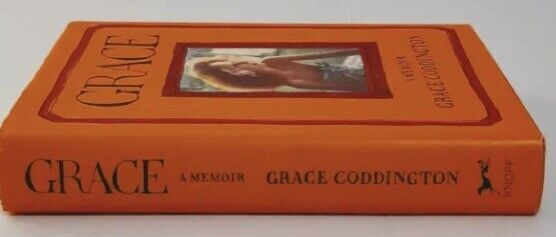 GRACE
A MEMOIR
GRACE CODDINGTON
GRACE A MEMOIR GRACE CODDINGTON KNOPF